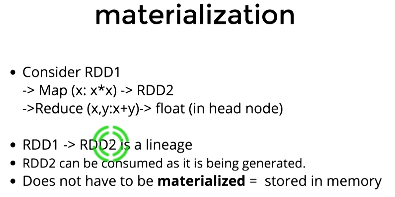 materialization
• Consider RDD1
-> Map (x: x*x) -> RDD2
->Reduce (x,y:x+y)-> float (in head node)
• RDD1 -> RDD2 is a lineage
• RDD2 can be consumed as it is being generated.
• Does not have to be materialized = stored in memory